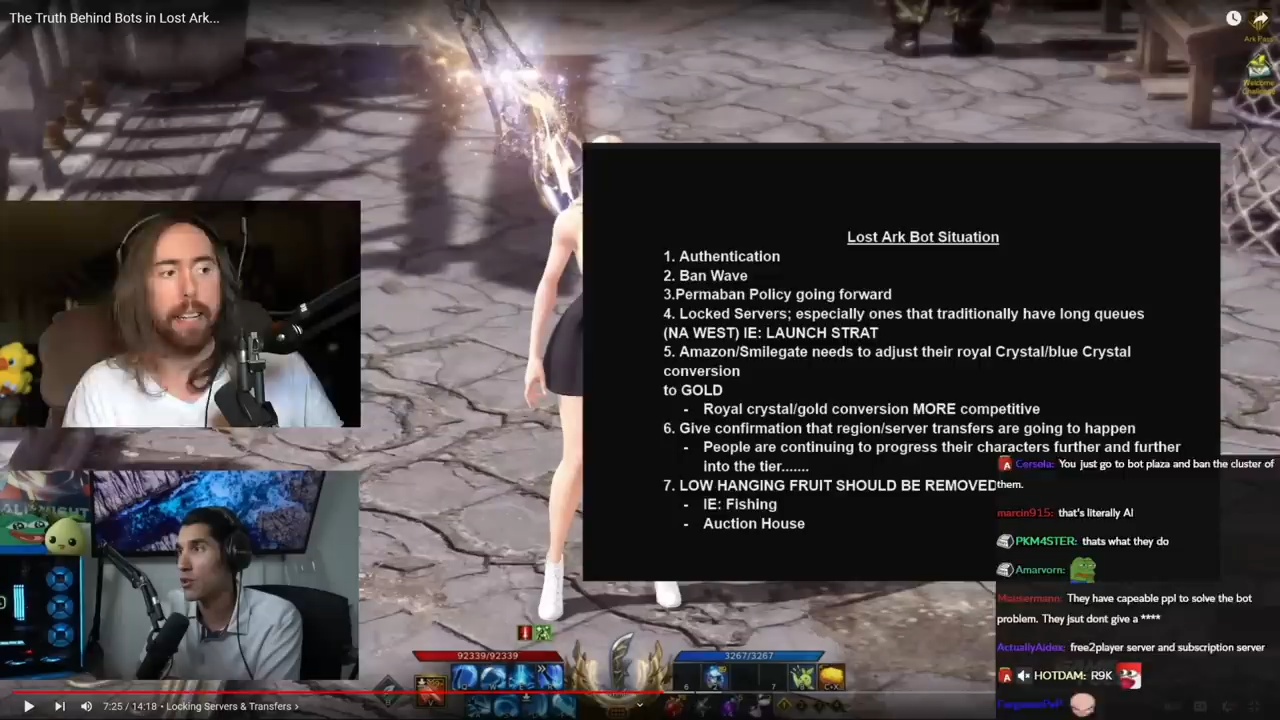 The Truth Behind Bots in Lost Ark...
Ark Pass
Welcome
Challenge
Lost Ark Bot Situation
1. Authentication
2. Ban Wave
3.Permaban Policy going forward
4. Locked Servers; especially ones that traditionally have long queues
(NA WEST) IE: LAUNCH STRAT
5. Amazon/Smilegate needs to adjust their royal Crystal/blue Crystal
conversion
to GOLD
- Royal crystal/gold conversion MORE competitive
6. Give confirmation that region/server transfers are going to happen
- People are continuing to progress their characters further and further
into the tier.......
7. LOW HANGING FRUIT SHOULD BE REMOVED
- IE: Fishing
- Auction House
Cersola: You just go to bot plaza and ban the cluster of
them.
marcin915: that's literally AI
PKM4STER: thats what they do
Amarvorn:
Mausermann: They have capeable ppl to solve the bot
problem. They jsut dont give a ****
ActuallyAidex: free2player server and subscription server
HOTDAM: R9K
92339/92339
3267/3267
7:25 / 14:18 • Locking Servers & Transfers >